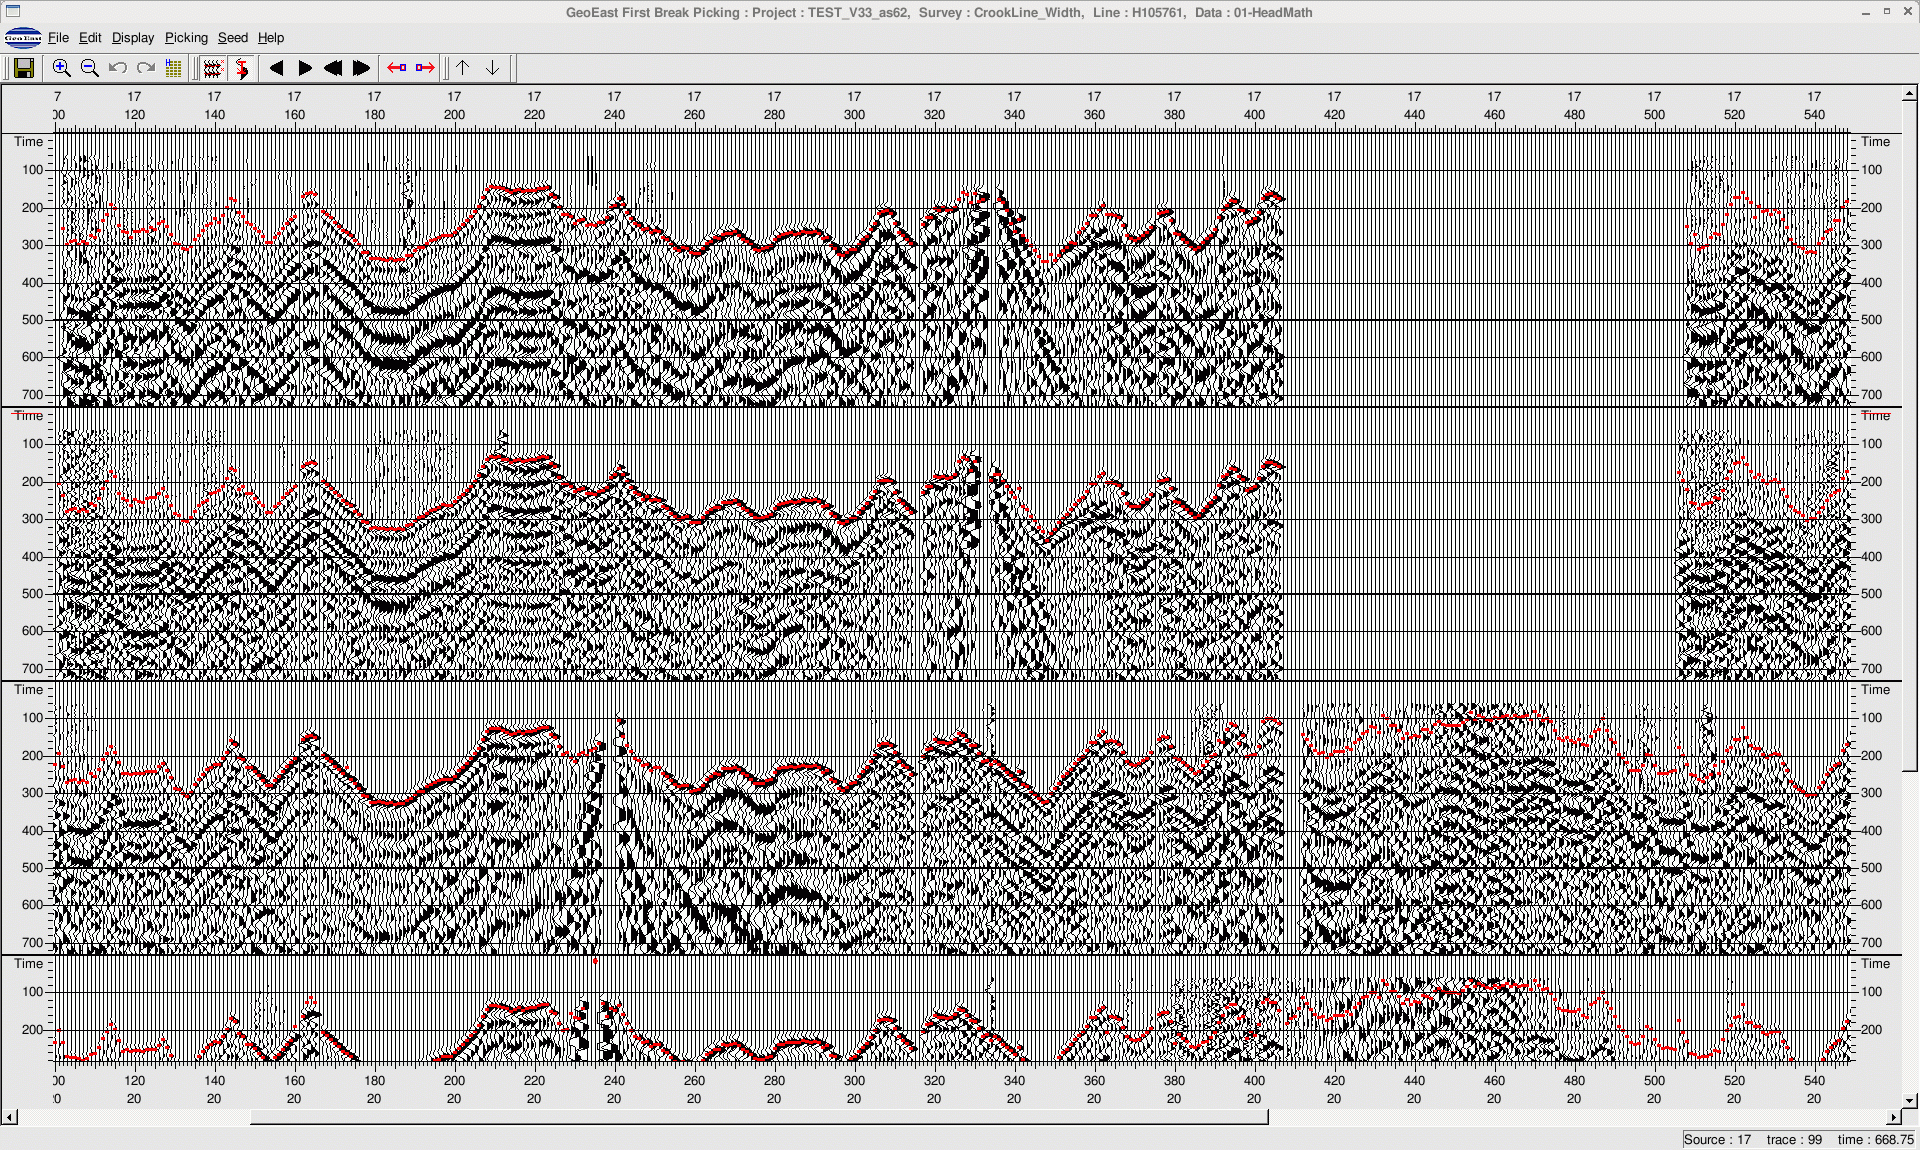 GeoEast First Break Picking : Project : TEST_V33_as62, Survey : CrookLine_Width, Line : H105761, Data : 01-HeadMath
GeoEast File Edit Display Picking Seed Help
7 17 17 17 17 17 17 17 17 17 17 17 17 17 17 17 17 17 17 17 17 17 17
00 120 140 160 180 200 220 240 260 280 300 320 340 360 380 400 420 440 460 480 500 520 540
Time Time
100 100
200 200
300 300
400 400
500 500
600 600
700 700
Time Time
100 100
200 200
300 300
400 400
500 500
600 600
700 700
Time Time
100 100
200 200
300 300
400 400
500 500
600 600
700 700
Time Time
100 100
200 200
00 120 140 160 180 200 220 240 260 280 300 320 340 360 380 400 420 440 460 480 500 520 540
20 20 20 20 20 20 20 20 20 20 20 20 20 20 20 20 20 20 20 20 20 20
Source : 17 trace : 99 time : 668.75